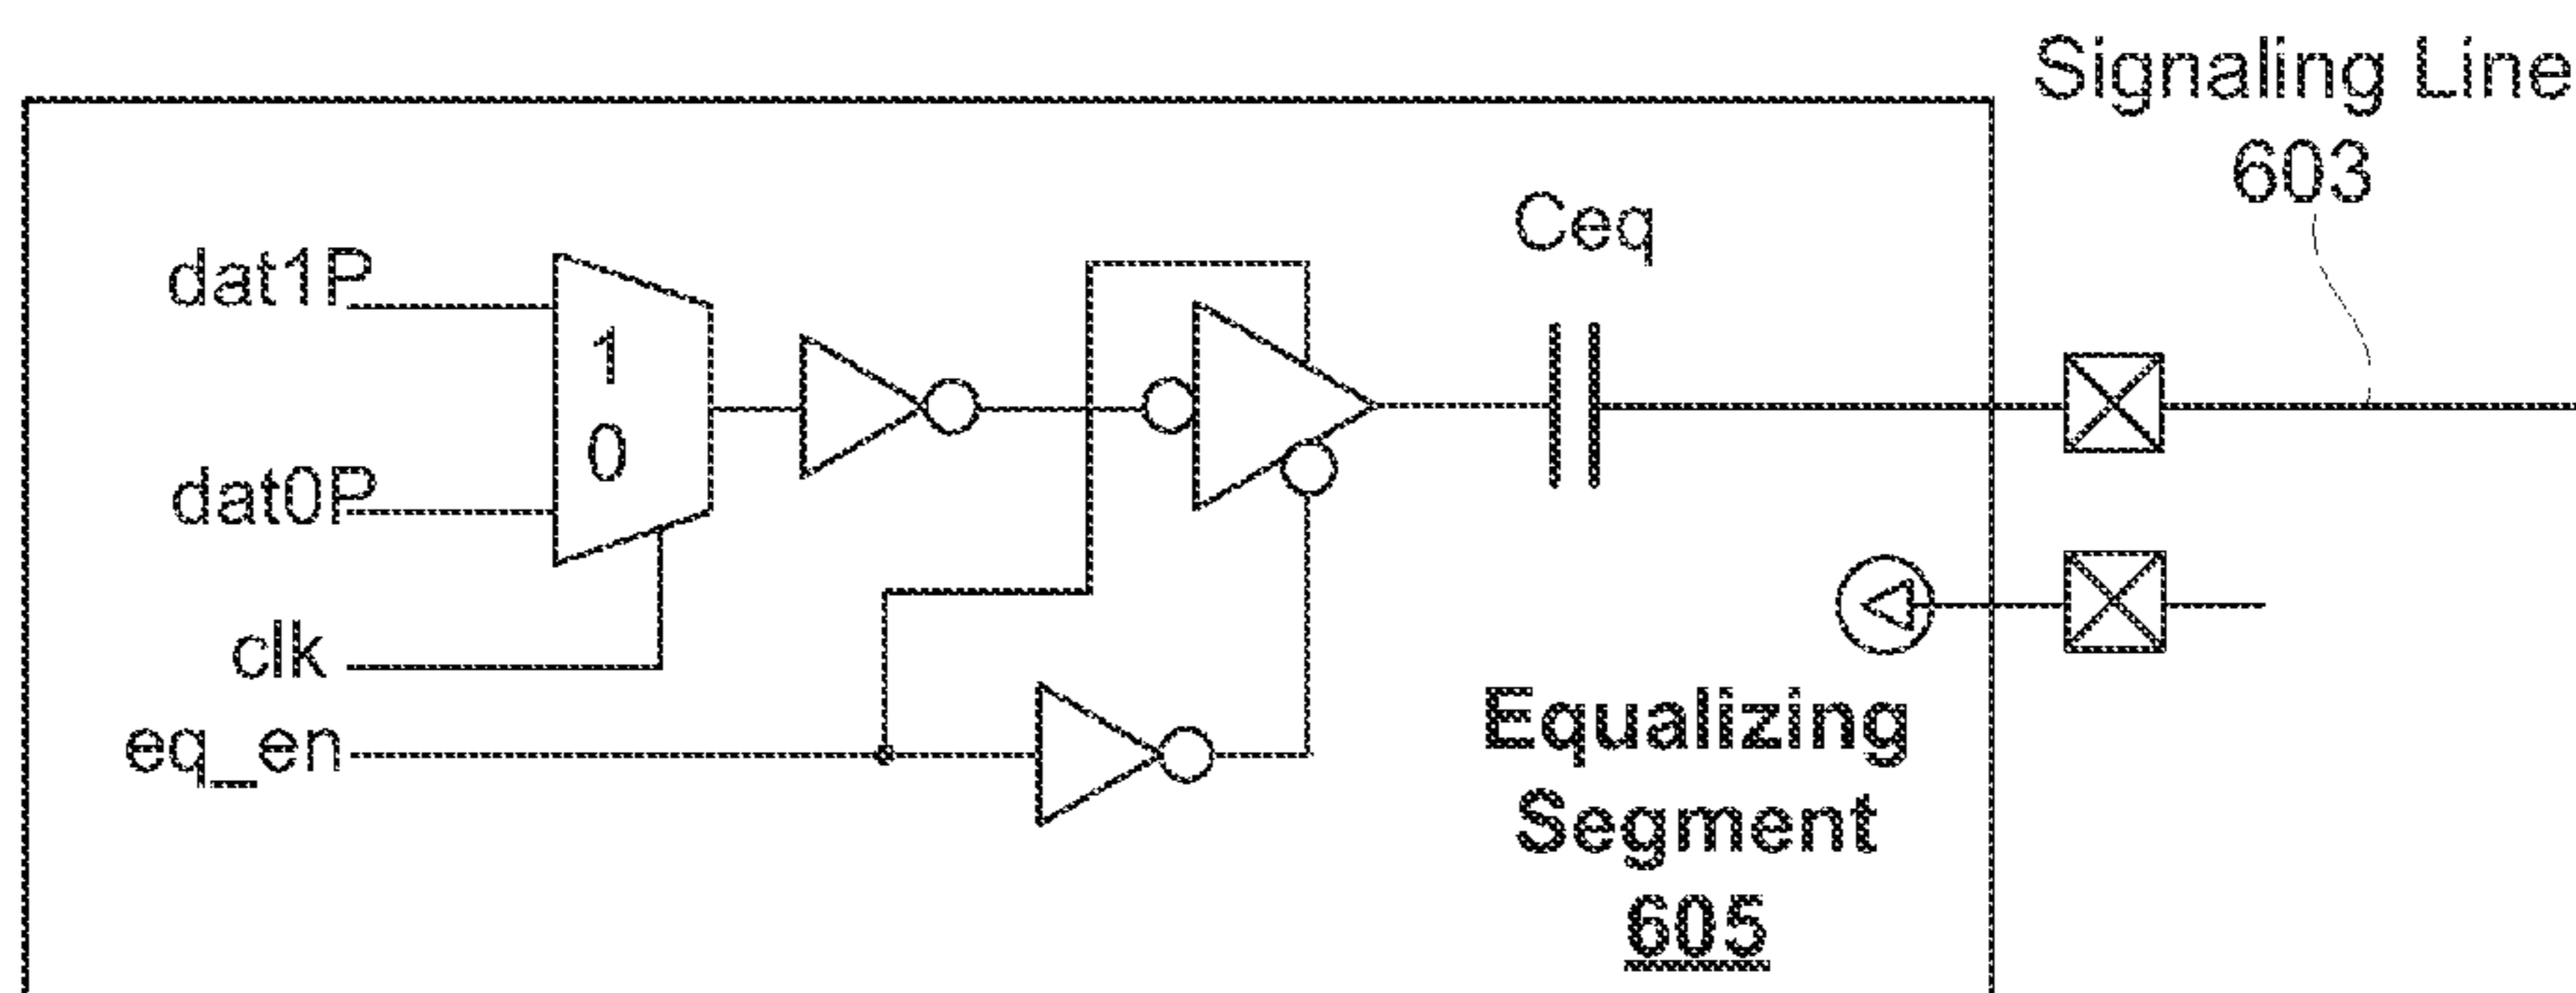 Signaling Line
603
Ceq
dat1P
1
0
dat0P
clk
eq_en
Equalizing
Segment
605